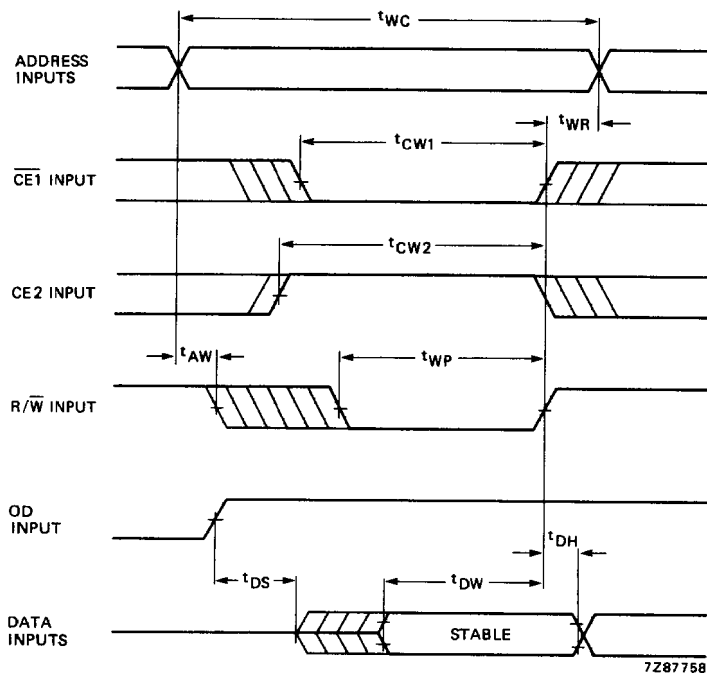 tWC
ADDRESS
INPUTS
tWR
tCW1
CE1 INPUT
tCW2
CE2 INPUT
tAW
tWP
R/W INPUT
OD
INPUT
tDH
tDS
tDW
DATA
INPUTS
STABLE
7Z87758